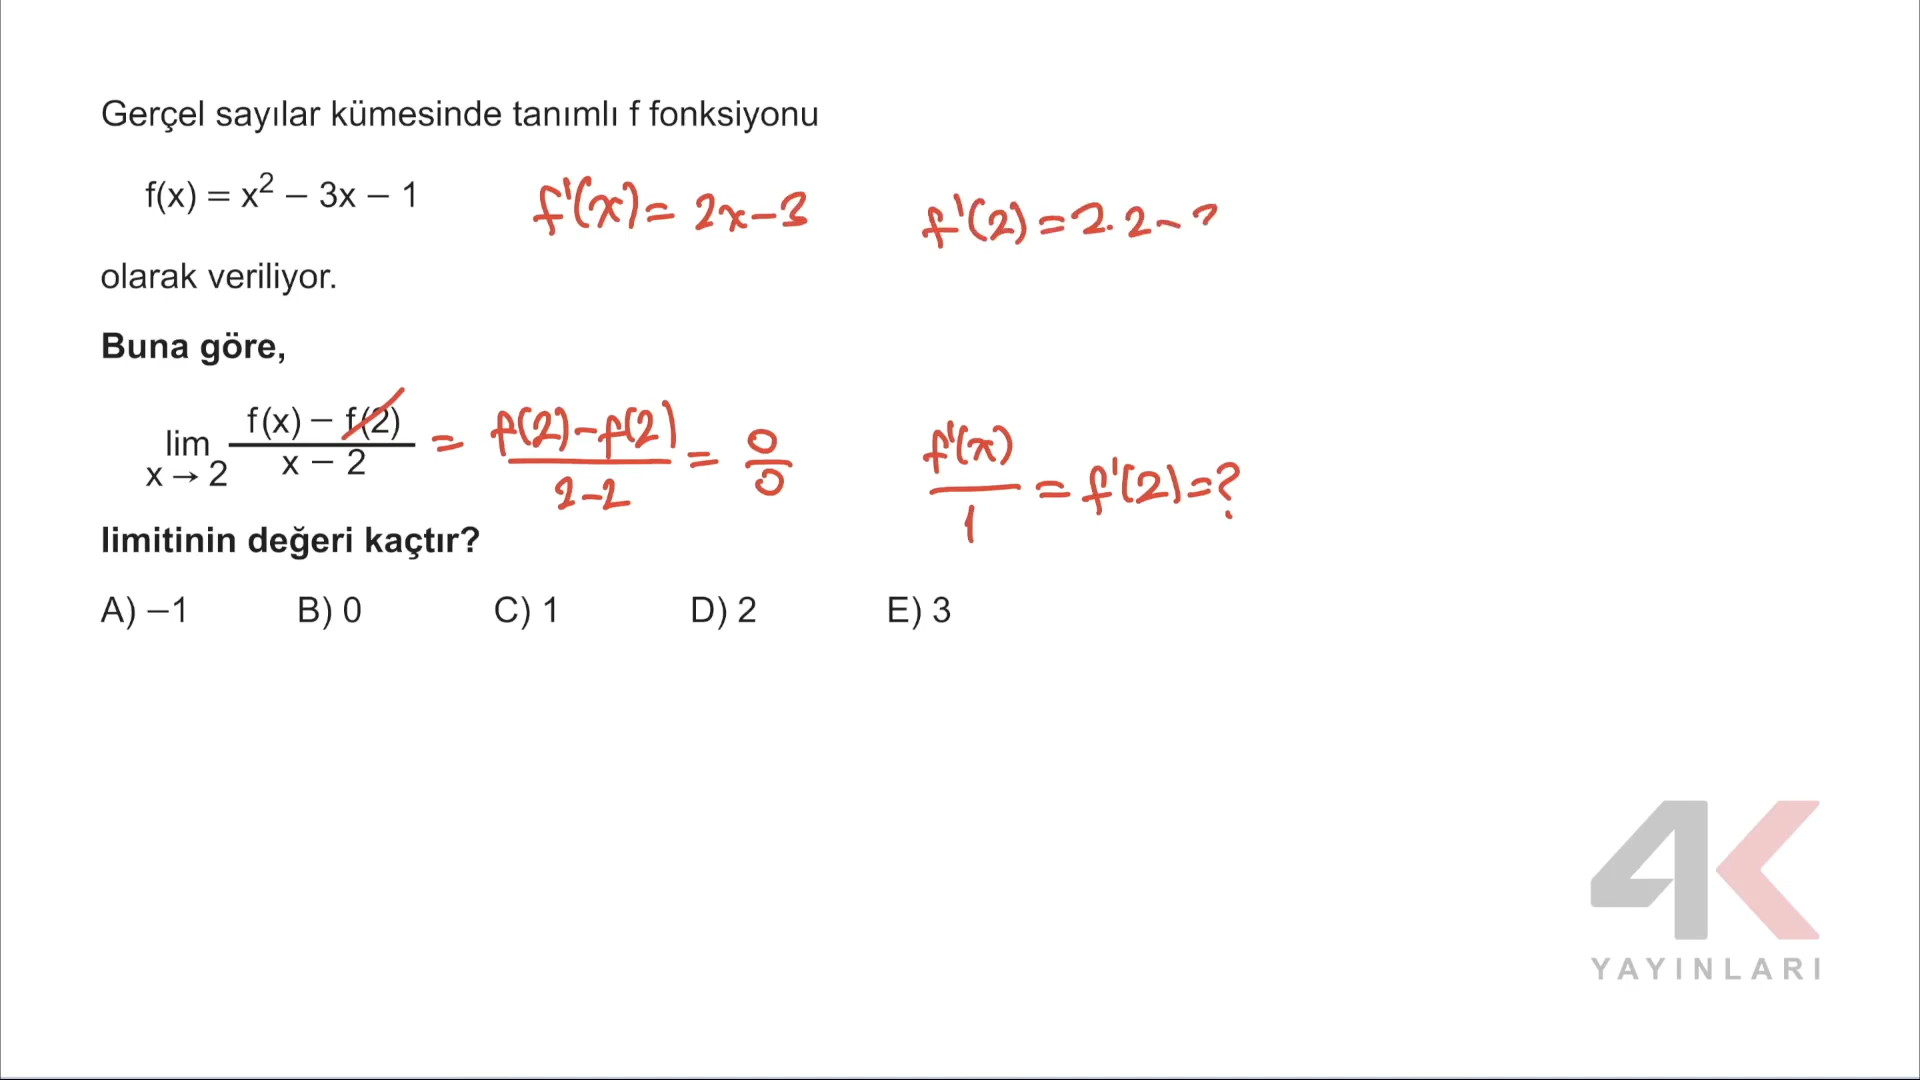 Gerçel sayılar kümesinde tanımlı f fonksiyonu
f(x) = x² − 3x − 1
f'(x) = 2x-3
f'(2) = 2.2-
olarak veriliyor.
Buna göre,
lim x → 2 f(x) − f(2) / x − 2 = f(2)-f(2) / 2-2 = 0/0
f'(x) / 1 = f'(2) = ?
limitinin değeri kaçtır?
A) −1 B) 0 C) 1 D) 2 E) 3
4K
YAYINLARI